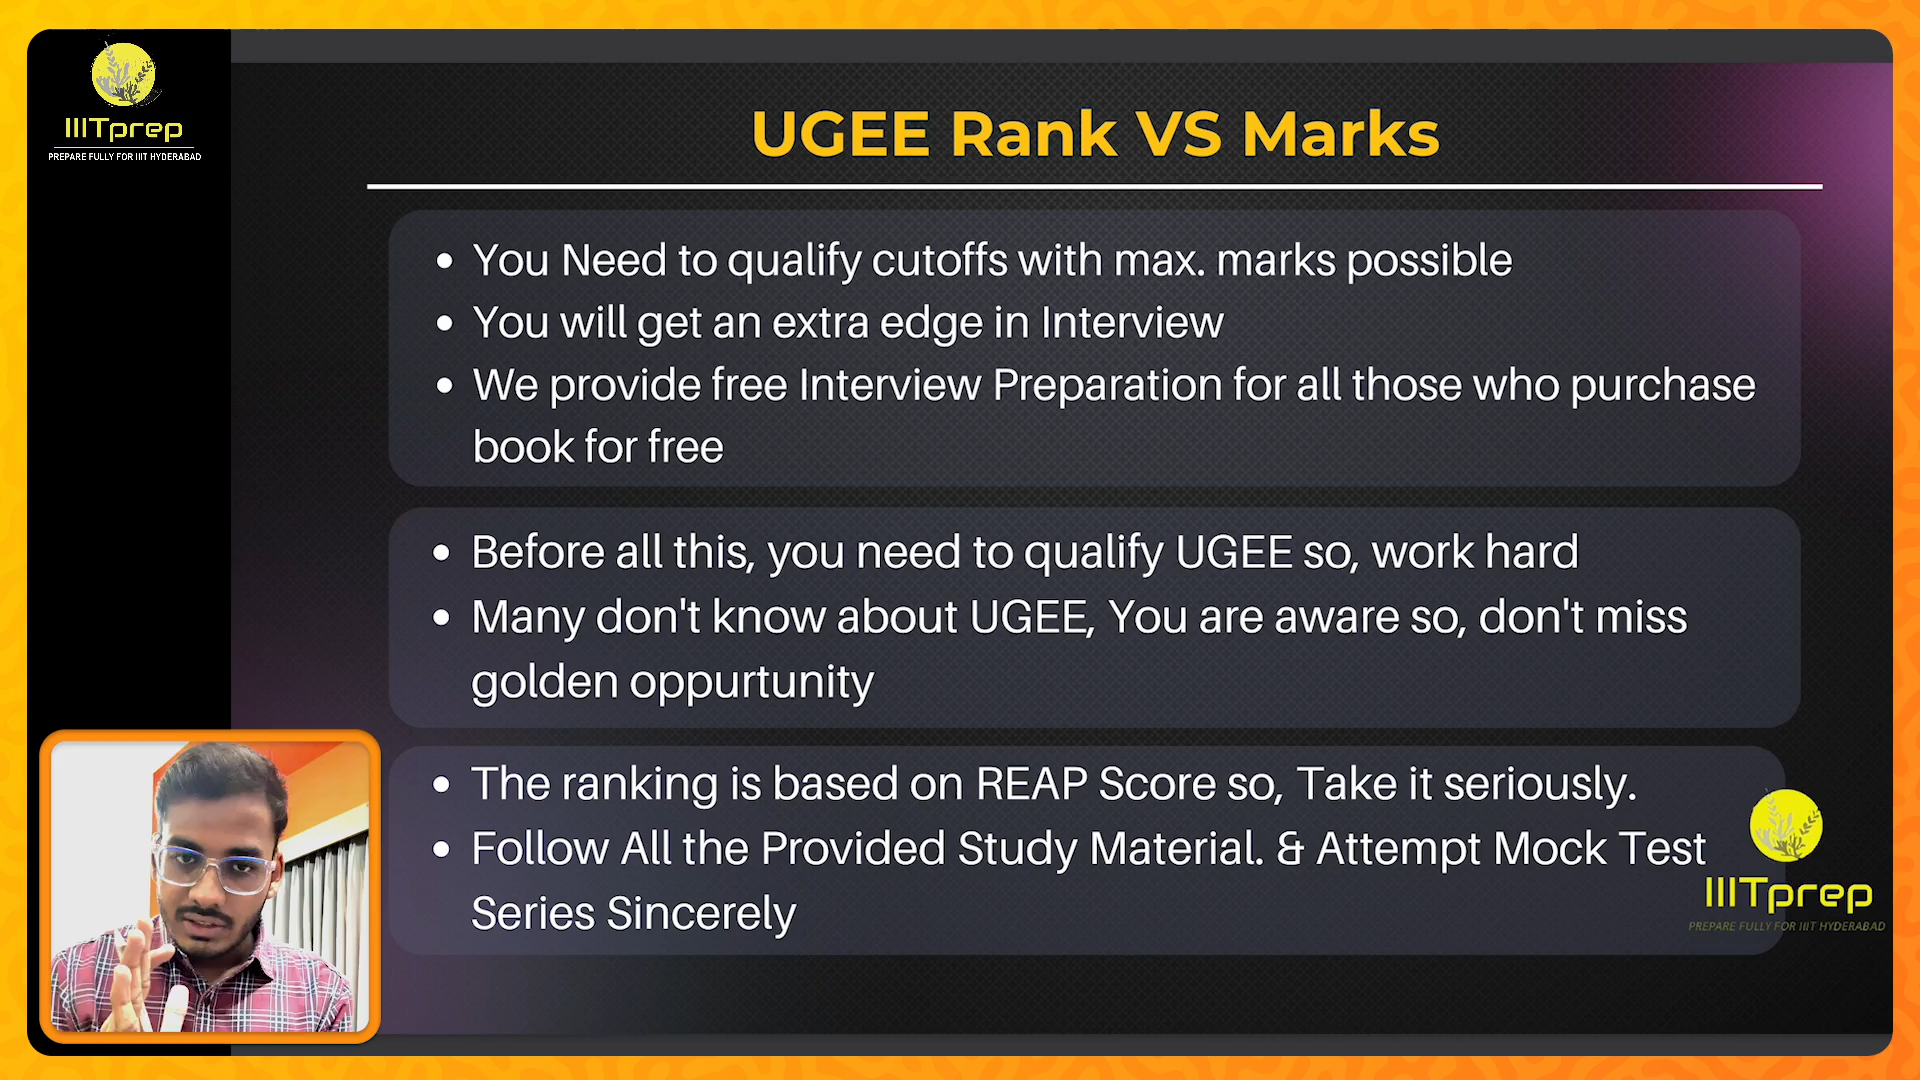 IIITprep
PREPARE FULLY FOR IIIT HYDERABAD
UGEE Rank VS Marks
• You Need to qualify cutoffs with max. marks possible
• You will get an extra edge in Interview
• We provide free Interview Preparation for all those who purchase
book for free
• Before all this, you need to qualify UGEE so, work hard
• Many don't know about UGEE, You are aware so, don't miss
golden oppurtunity
• The ranking is based on REAP Score so, Take it seriously.
• Follow All the Provided Study Material. & Attempt Mock Test
Series Sincerely
IIITprep
PREPARE FULLY FOR IIIT HYDERABAD